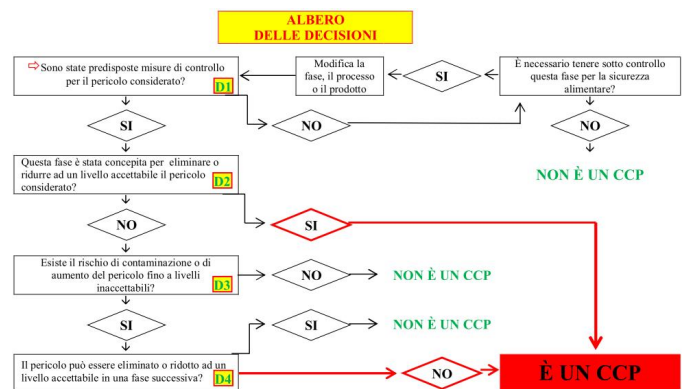 ALBERO
DELLE DECISIONI
⇨Sono state predisposte misure di controllo
per il pericolo considerato?
D1
Modifica la
fase, il processo
o il prodotto
SI
È necessario tenere sotto controllo
questa fase per la sicurezza
alimentare?
SI
NO
NO
NON È UN CCP
Questa fase è stata concepita per eliminare o
ridurre ad un livello accettabile il pericolo
considerato?
D2
NO
SI
Esiste il rischio di contaminazione o di
aumento del pericolo fino a livelli
inaccettabili?
D3
NO
NON È UN CCP
SI
SI
NON È UN CCP
Il pericolo può essere eliminato o ridotto ad un
livello accettabile in una fase successiva?
D4
NO
È UN CCP